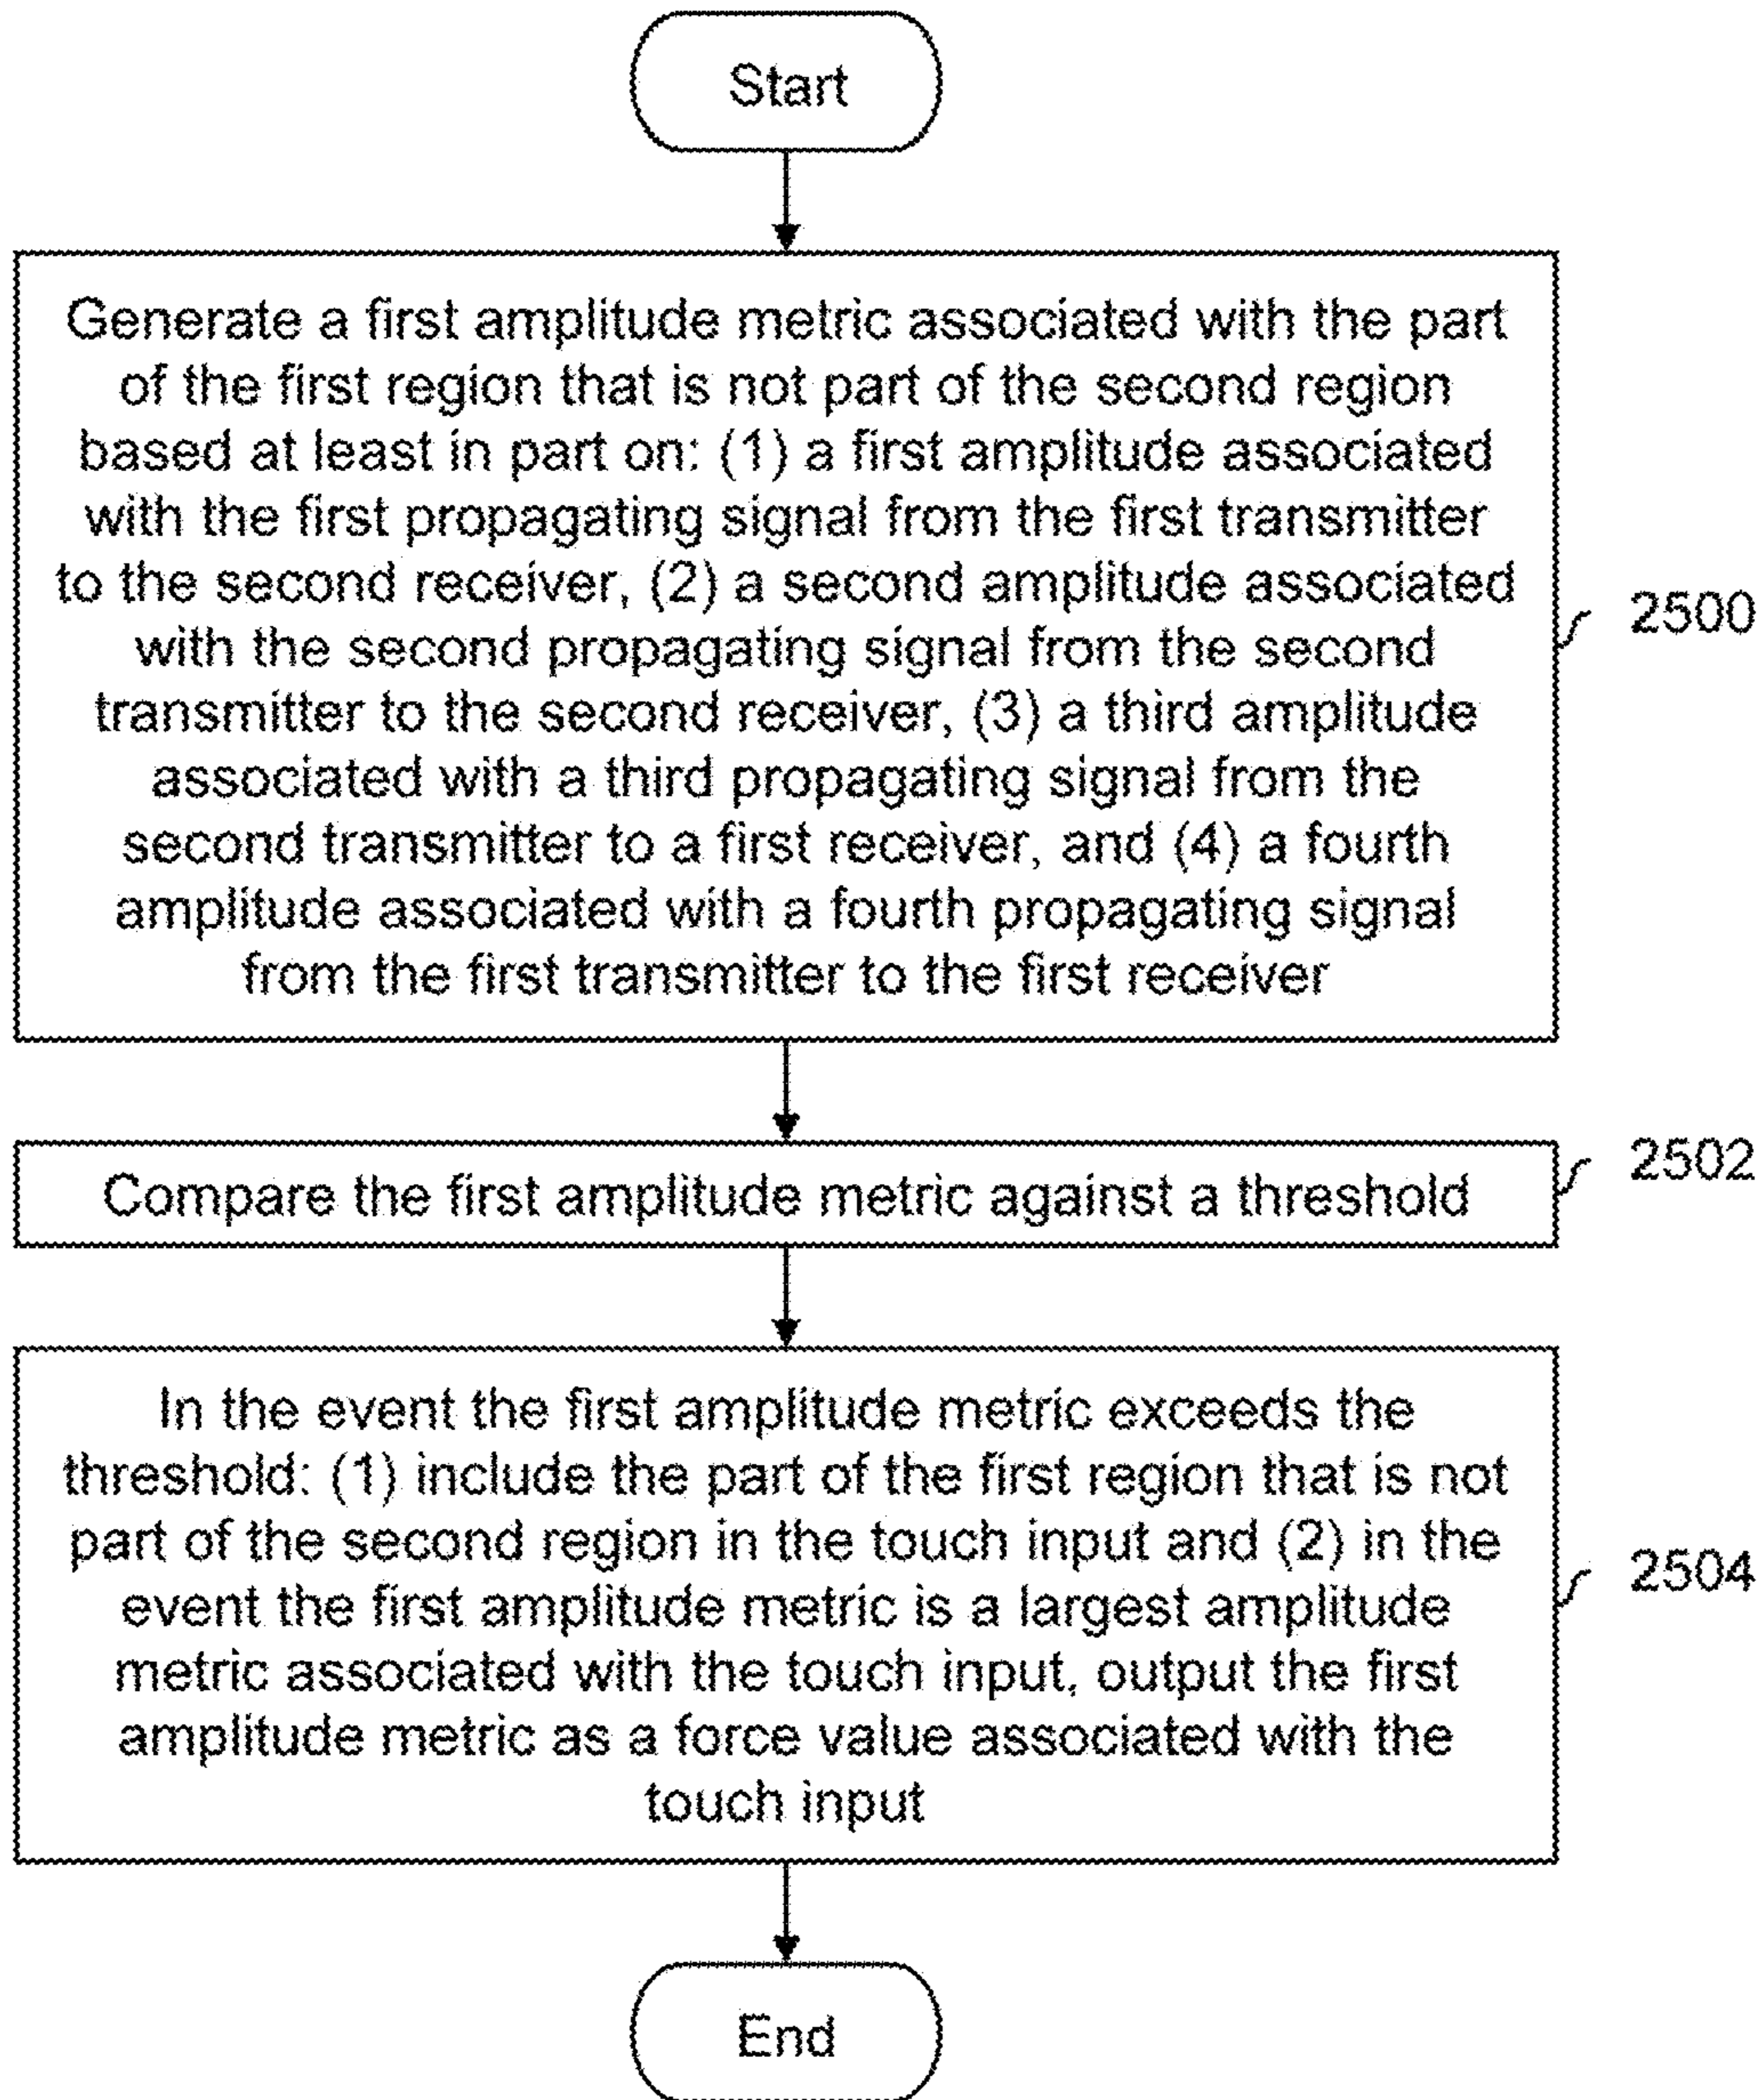 Start
Generate a first amplitude metric associated with the part
of the first region that is not part of the second region
based at least in part on: (1) a first amplitude associated
with the first propagating signal from the first transmitter
to the second receiver, (2) a second amplitude associated
with the second propagating signal from the second
transmitter to the second receiver, (3) a third amplitude
associated with a third propagating signal from the
second transmitter to a first receiver, and (4) a fourth
amplitude associated with a fourth propagating signal
from the first transmitter to the first receiver
2500
Compare the first amplitude metric against a threshold
2502
In the event the first amplitude metric exceeds the
threshold: (1) include the part of the first region that is not
part of the second region in the touch input and (2) in the
event the first amplitude metric is a largest amplitude
metric associated with the touch input, output the first
amplitude metric as a force value associated with the
touch input
2504
End